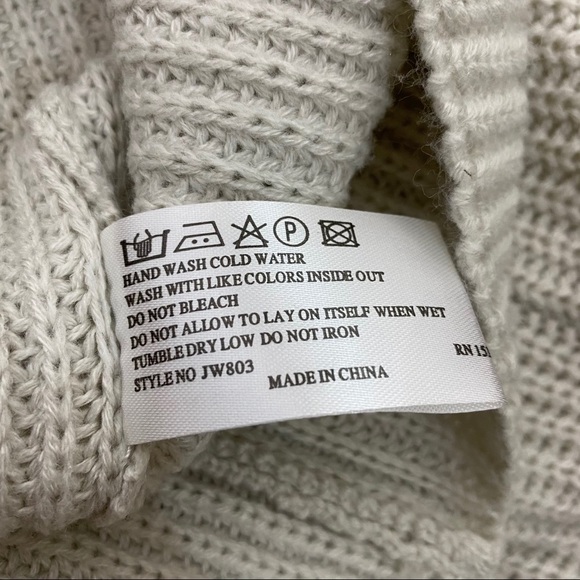 P
HAND WASH COLD WATER
WASH WITH LIKE COLORS INSIDE OUT
DO NOT BLEACH
DO NOT ALLOW TO LAY ON ITSELF WHEN WET
TUMBLE DRY LOW DO NOT IRON
RN
STYLE NO JW803
MADE IN CHINA